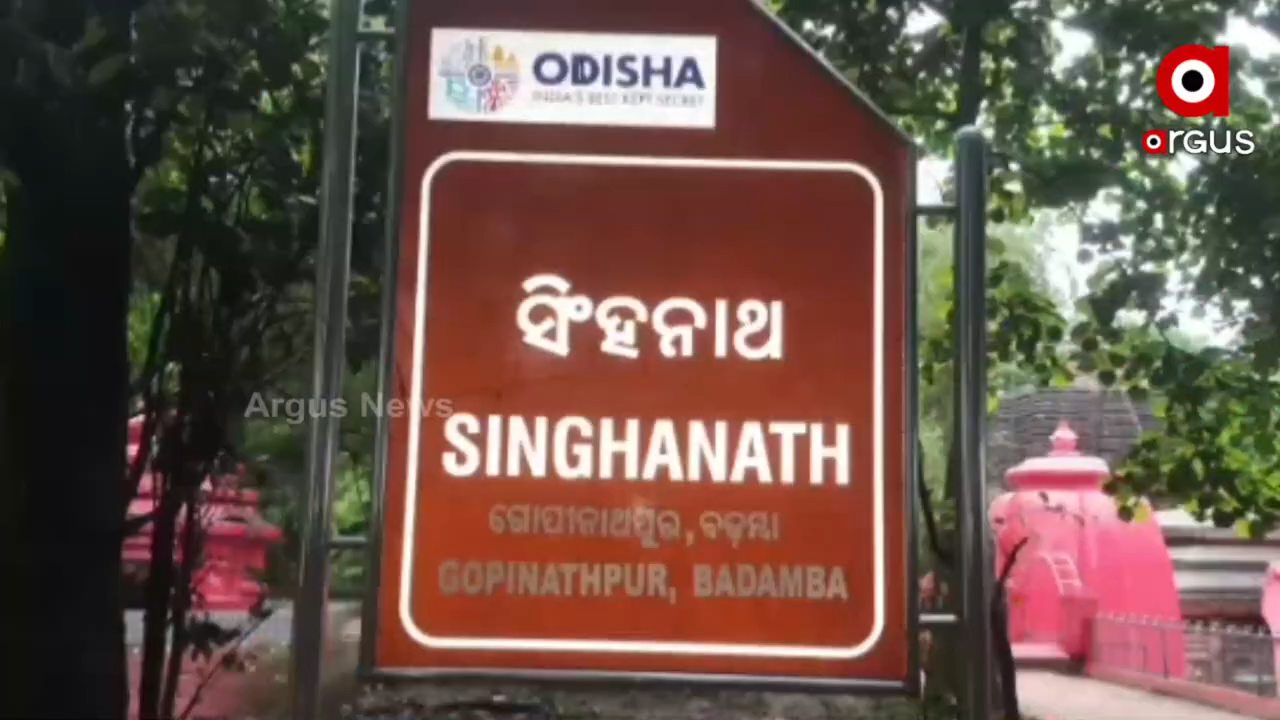 ODISHA
INDIA'S BEST KEPT SECRET
argus
ସିଂହନାଥ
Argus News
SINGHANATH
ଗୋପୀନାଥପୁର, ବଡ଼ମ୍ବା
GOPINATHPUR, BADAMBA